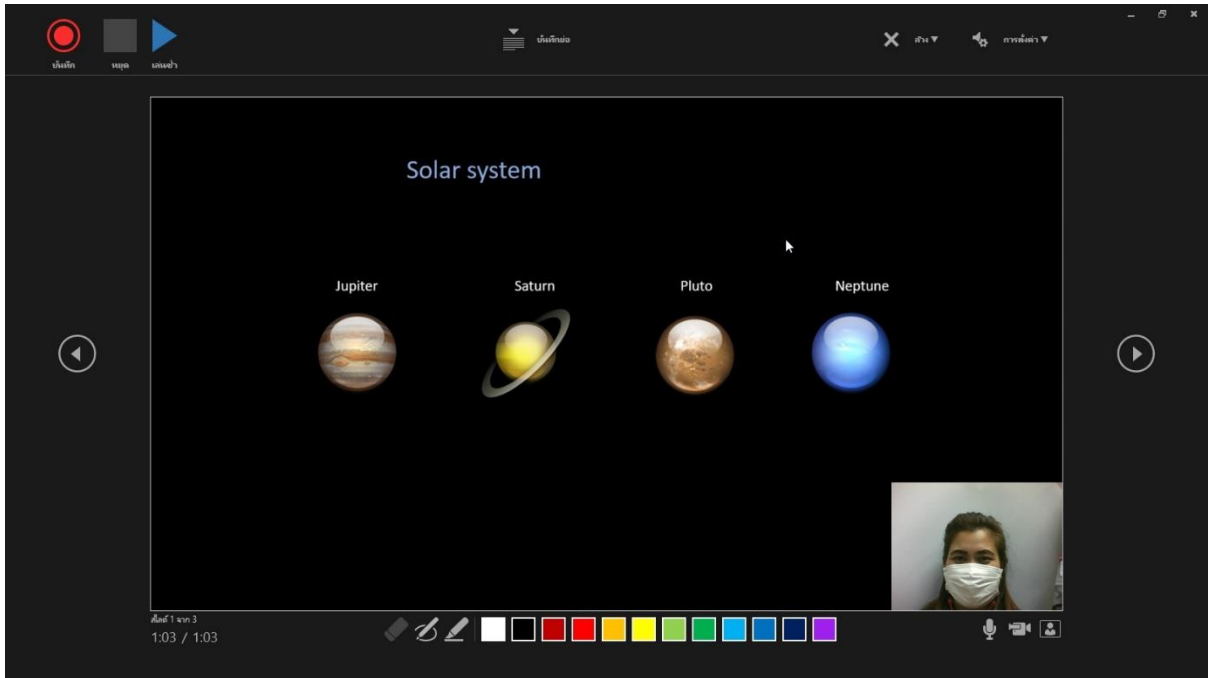 บันทึก
หยุด
เล่นซ้ำ
บันทึกย่อ
ล้าง
การตั้งค่า
Solar system
Jupiter Saturn Pluto Neptune
สไลด์ 1 จาก 3
1:03 / 1:03